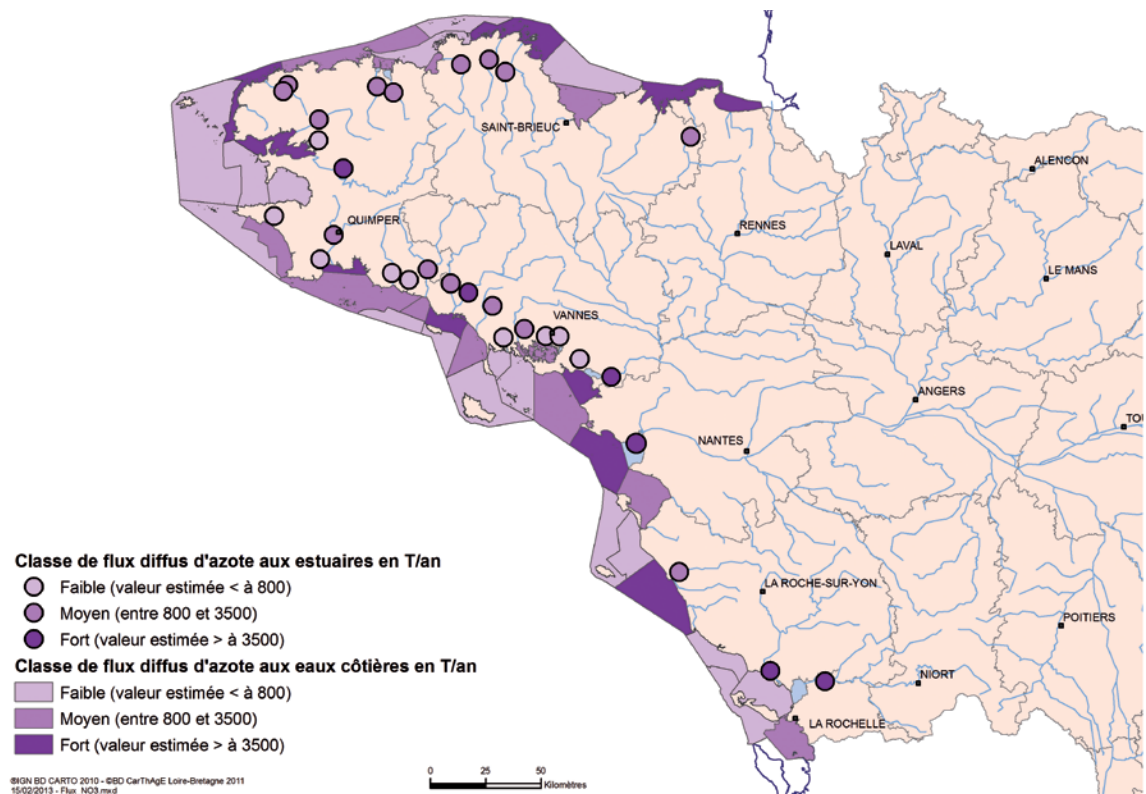 SAINT-BRIEUC
ALENCON
QUIMPER
RENNES
LAVAL
LE MANS
VANNES
ANGERS
NANTES
TOU
LA ROCHE-SUR-YON
POITIERS
NIORT
LA ROCHELLE
Classe de flux diffus d'azote aux estuaires en T/an
Faible (valeur estimée < à 800)
Moyen (entre 800 et 3500)
Fort (valeur estimée > à 3500)
Classe de flux diffus d'azote aux eaux côtières en T/an
Faible (valeur estimée < à 800)
Moyen (entre 800 et 3500)
Fort (valeur estimée > à 3500)
0 25 50
Kilomètres
©IGN BD CARTO 2010 - ©BD CarThAgE Loire-Bretagne 2011
15/02/2013 - Flux_NO3.mxd